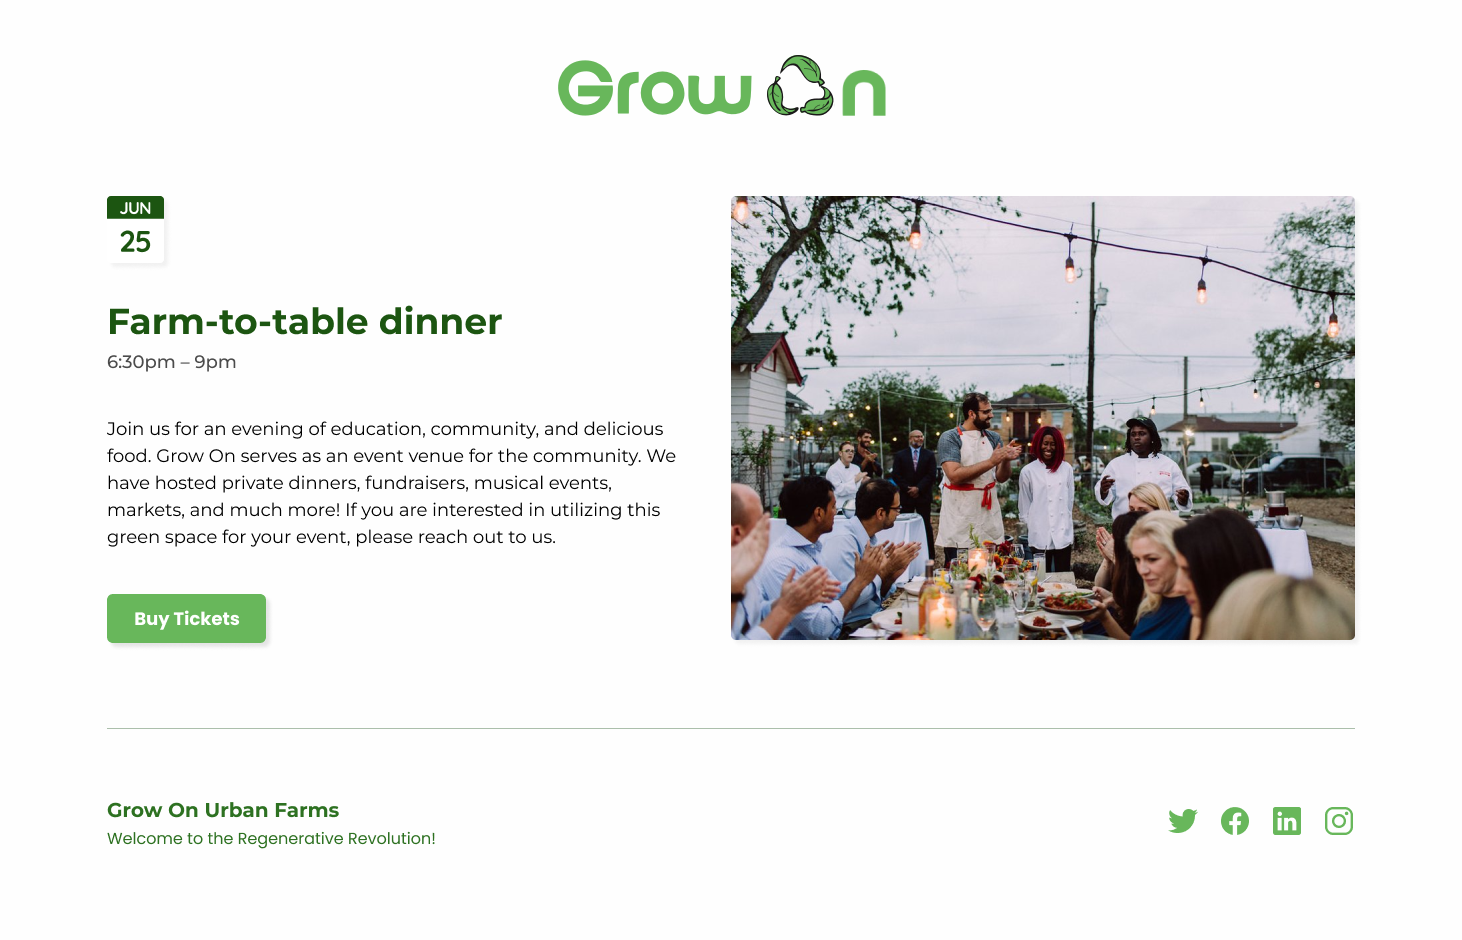 Grow On
JUN
25
Farm-to-table dinner
6:30pm – 9pm
Join us for an evening of education, community, and delicious
food. Grow On serves as an event venue for the community. We
have hosted private dinners, fundraisers, musical events,
markets, and much more! If you are interested in utilizing this
green space for your event, please reach out to us.
Buy Tickets
Grow On Urban Farms
Welcome to the Regenerative Revolution!